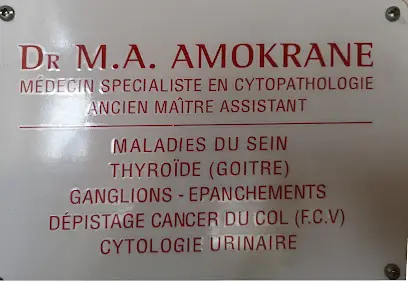 DR M.A. AMOKRANE
MÉDECIN SPECIALISTE EN CYTOPATHOLOGIE
ANCIEN MAÎTRE ASSISTANT
MALADIES DU SEIN
THYROÏDE (GOITRE)
GANGLIONS - EPANCHEMENTS
DÉPISTAGE CANCER DU COL (F.C.V)
CYTOLOGIE URINAIRE